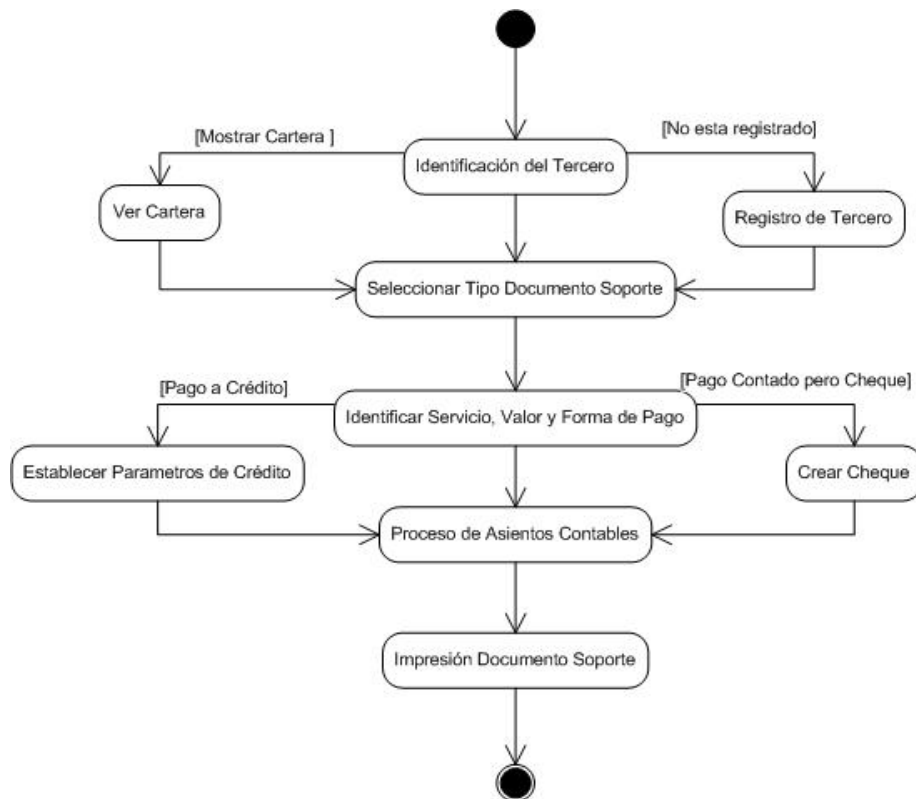 [Mostrar Cartera ]
[No esta registrado]
Identificación del Tercero
Ver Cartera
Registro de Tercero
Seleccionar Tipo Documento Soporte
[Pago a Crédito]
[Pago Contado pero Cheque]
Identificar Servicio, Valor y Forma de Pago
Establecer Parametros de Crédito
Crear Cheque
Proceso de Asientos Contables
Impresión Documento Soporte